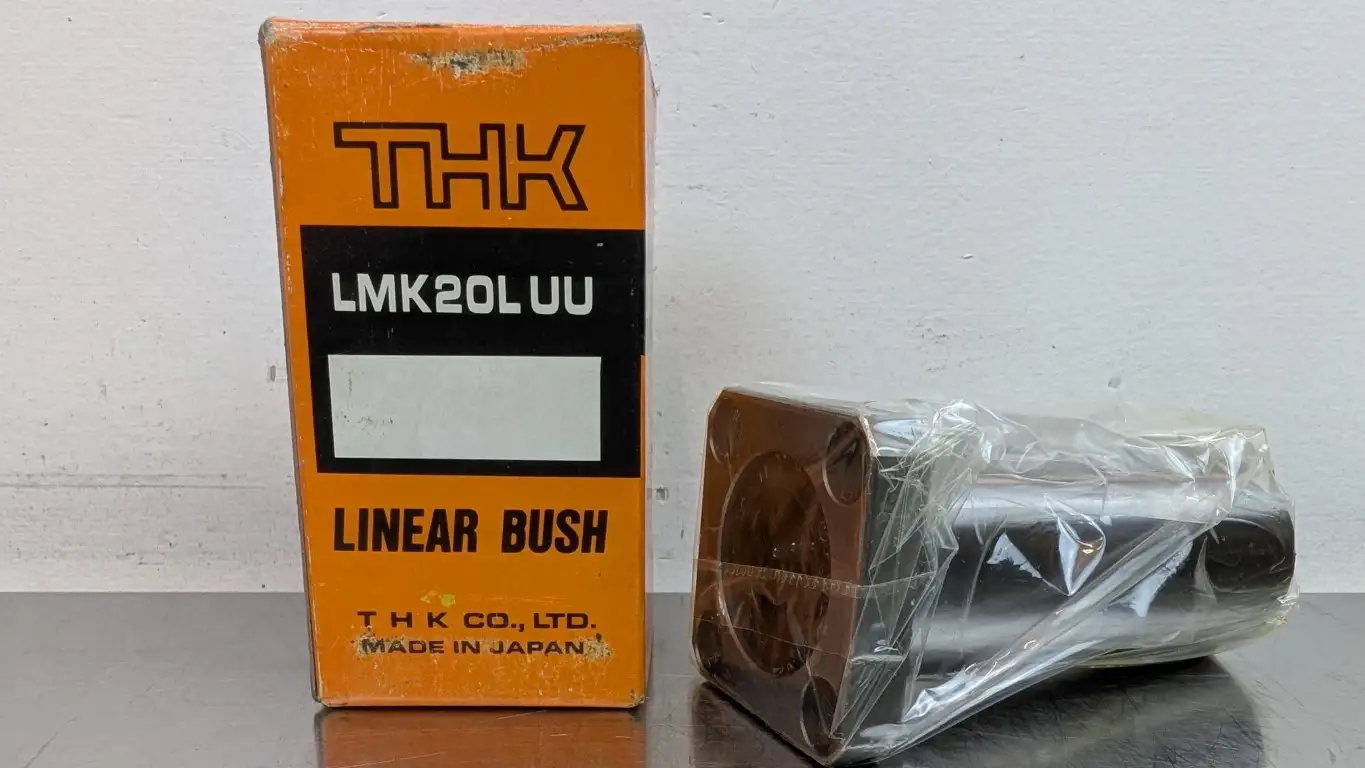 THK
LMK20L UU
LINEAR BUSH
T H K CO., LTD.
MADE IN JAPAN